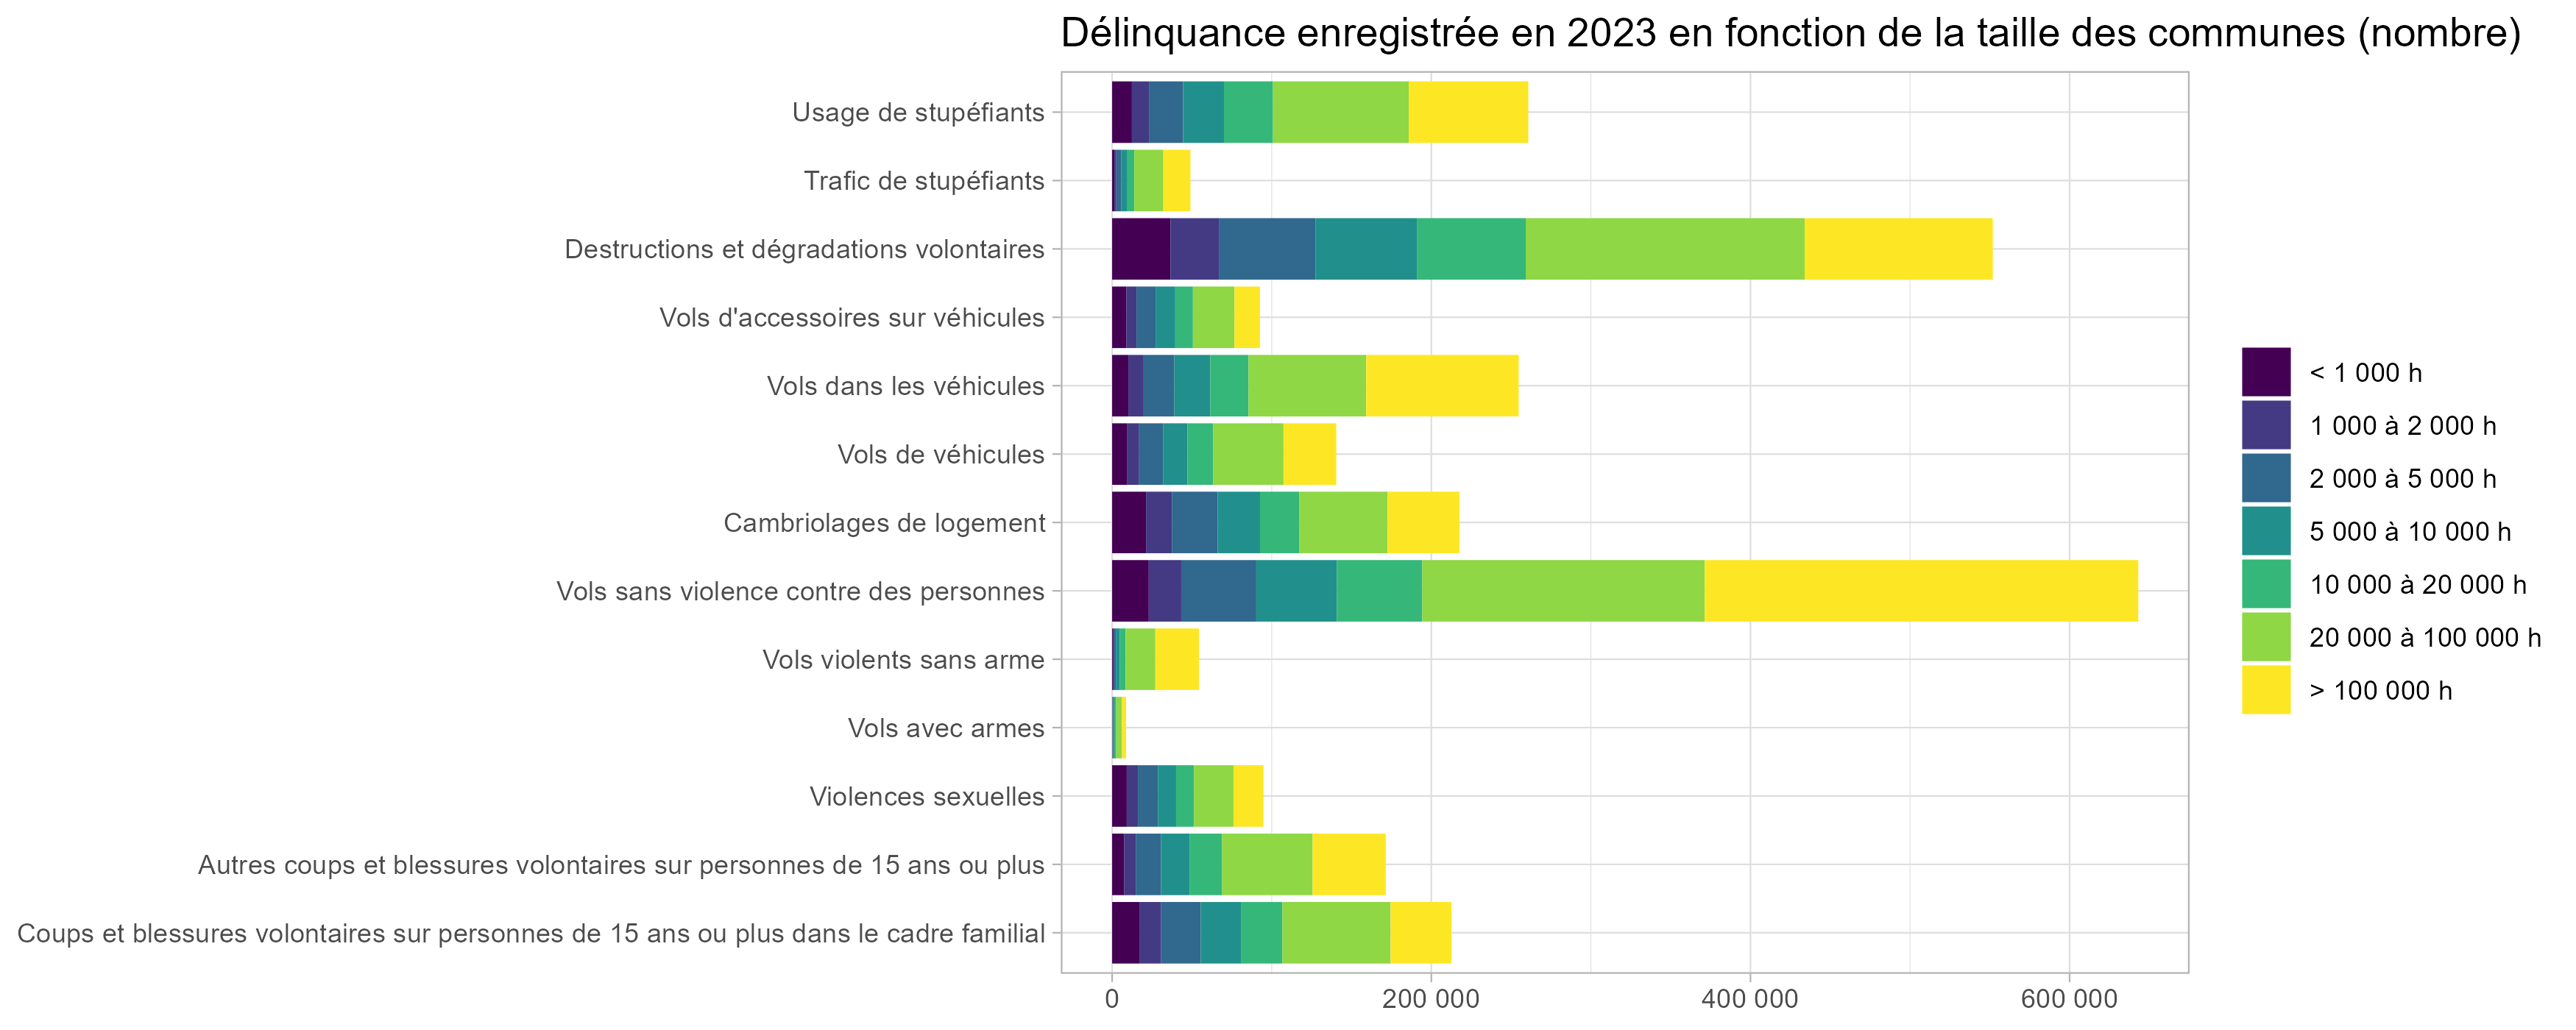 Délinquance enregistrée en 2023 en fonction de la taille des communes (nombre)
Usage de stupéfiants
Trafic de stupéfiants
Destructions et dégradations volontaires
Vols d'accessoires sur véhicules
Vols dans les véhicules
Vols de véhicules
Cambriolages de logement
Vols sans violence contre des personnes
Vols violents sans arme
Vols avec armes
Violences sexuelles
Autres coups et blessures volontaires sur personnes de 15 ans ou plus
Coups et blessures volontaires sur personnes de 15 ans ou plus dans le cadre familial
0
200 000
400 000
600 000
< 1 000 h
1 000 à 2 000 h
2 000 à 5 000 h
5 000 à 10 000 h
10 000 à 20 000 h
20 000 à 100 000 h
> 100 000 h